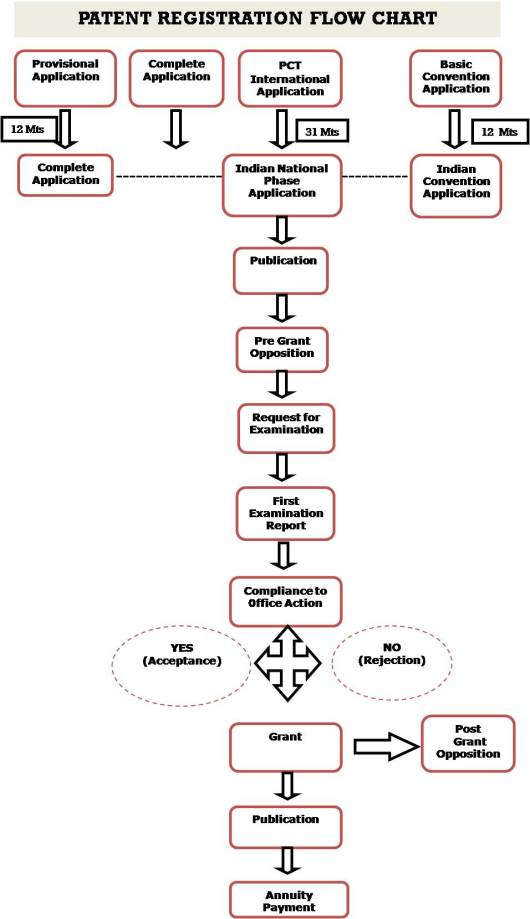 PATENT REGISTRATION FLOW CHART
Provisional
Application
Complete
Application
PCT
International
Application
Basic
Convention
Application
12 Mts
31 Mts
12 Mts
Complete
Application
Indian National
Phase
Application
Indian
Convention
Application
Publication
Pre Grant
Opposition
Request for
Examination
First
Examination
Report
Compliance to
Office Action
YES
(Acceptance)
NO
(Rejection)
Grant
Post
Grant
Opposition
Publication
Annuity
Payment